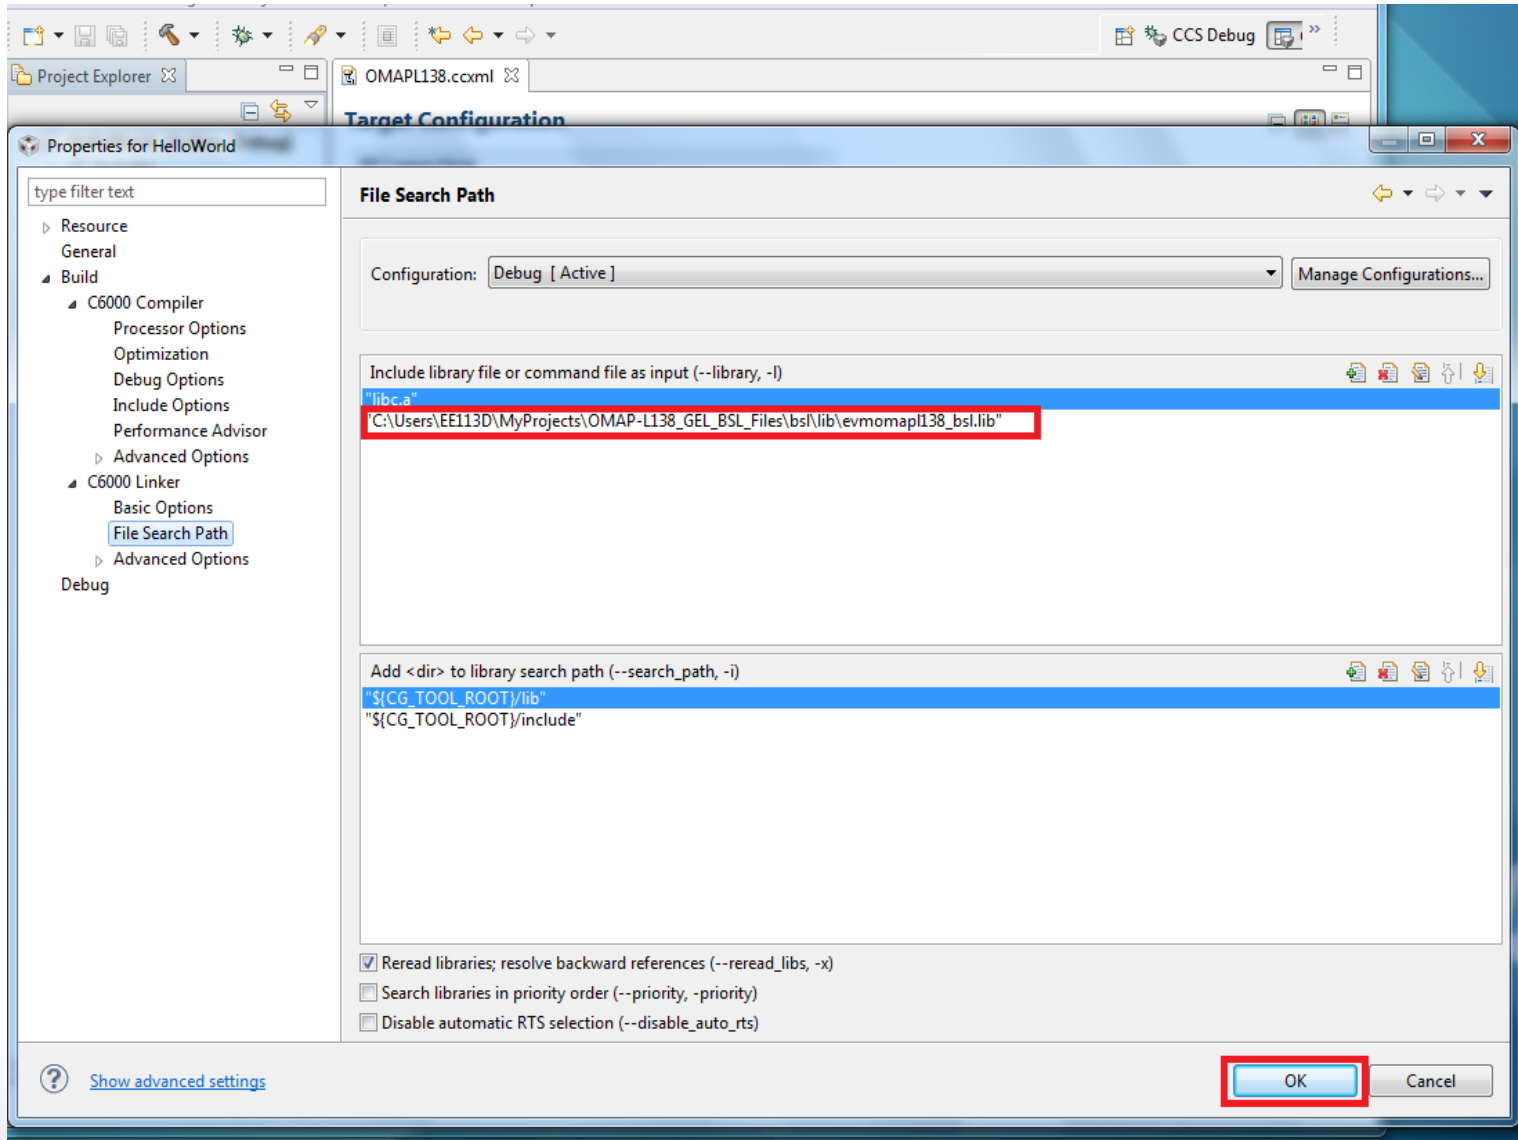 CCS Debug
Project Explorer
OMAPL138.ccxml
Target Configuration
Properties for HelloWorld
type filter text
File Search Path
Resource
General
Build
C6000 Compiler
Processor Options
Optimization
Debug Options
Include Options
Performance Advisor
Advanced Options
C6000 Linker
Basic Options
File Search Path
Advanced Options
Debug
Configuration: Debug [ Active ] Manage Configurations...
Include library file or command file as input (--library, -l)
"libc.a"
"C:\Users\EE113D\MyProjects\OMAP-L138_GEL_BSL_Files\bsl\lib\evmomapl138_bsl.lib"
Add <dir> to library search path (--search_path, -i)
"${CG_TOOL_ROOT}/lib"
"${CG_TOOL_ROOT}/include"
Reread libraries; resolve backward references (--reread_libs, -x)
Search libraries in priority order (--priority, -priority)
Disable automatic RTS selection (--disable_auto_rts)
Show advanced settings
OK Cancel